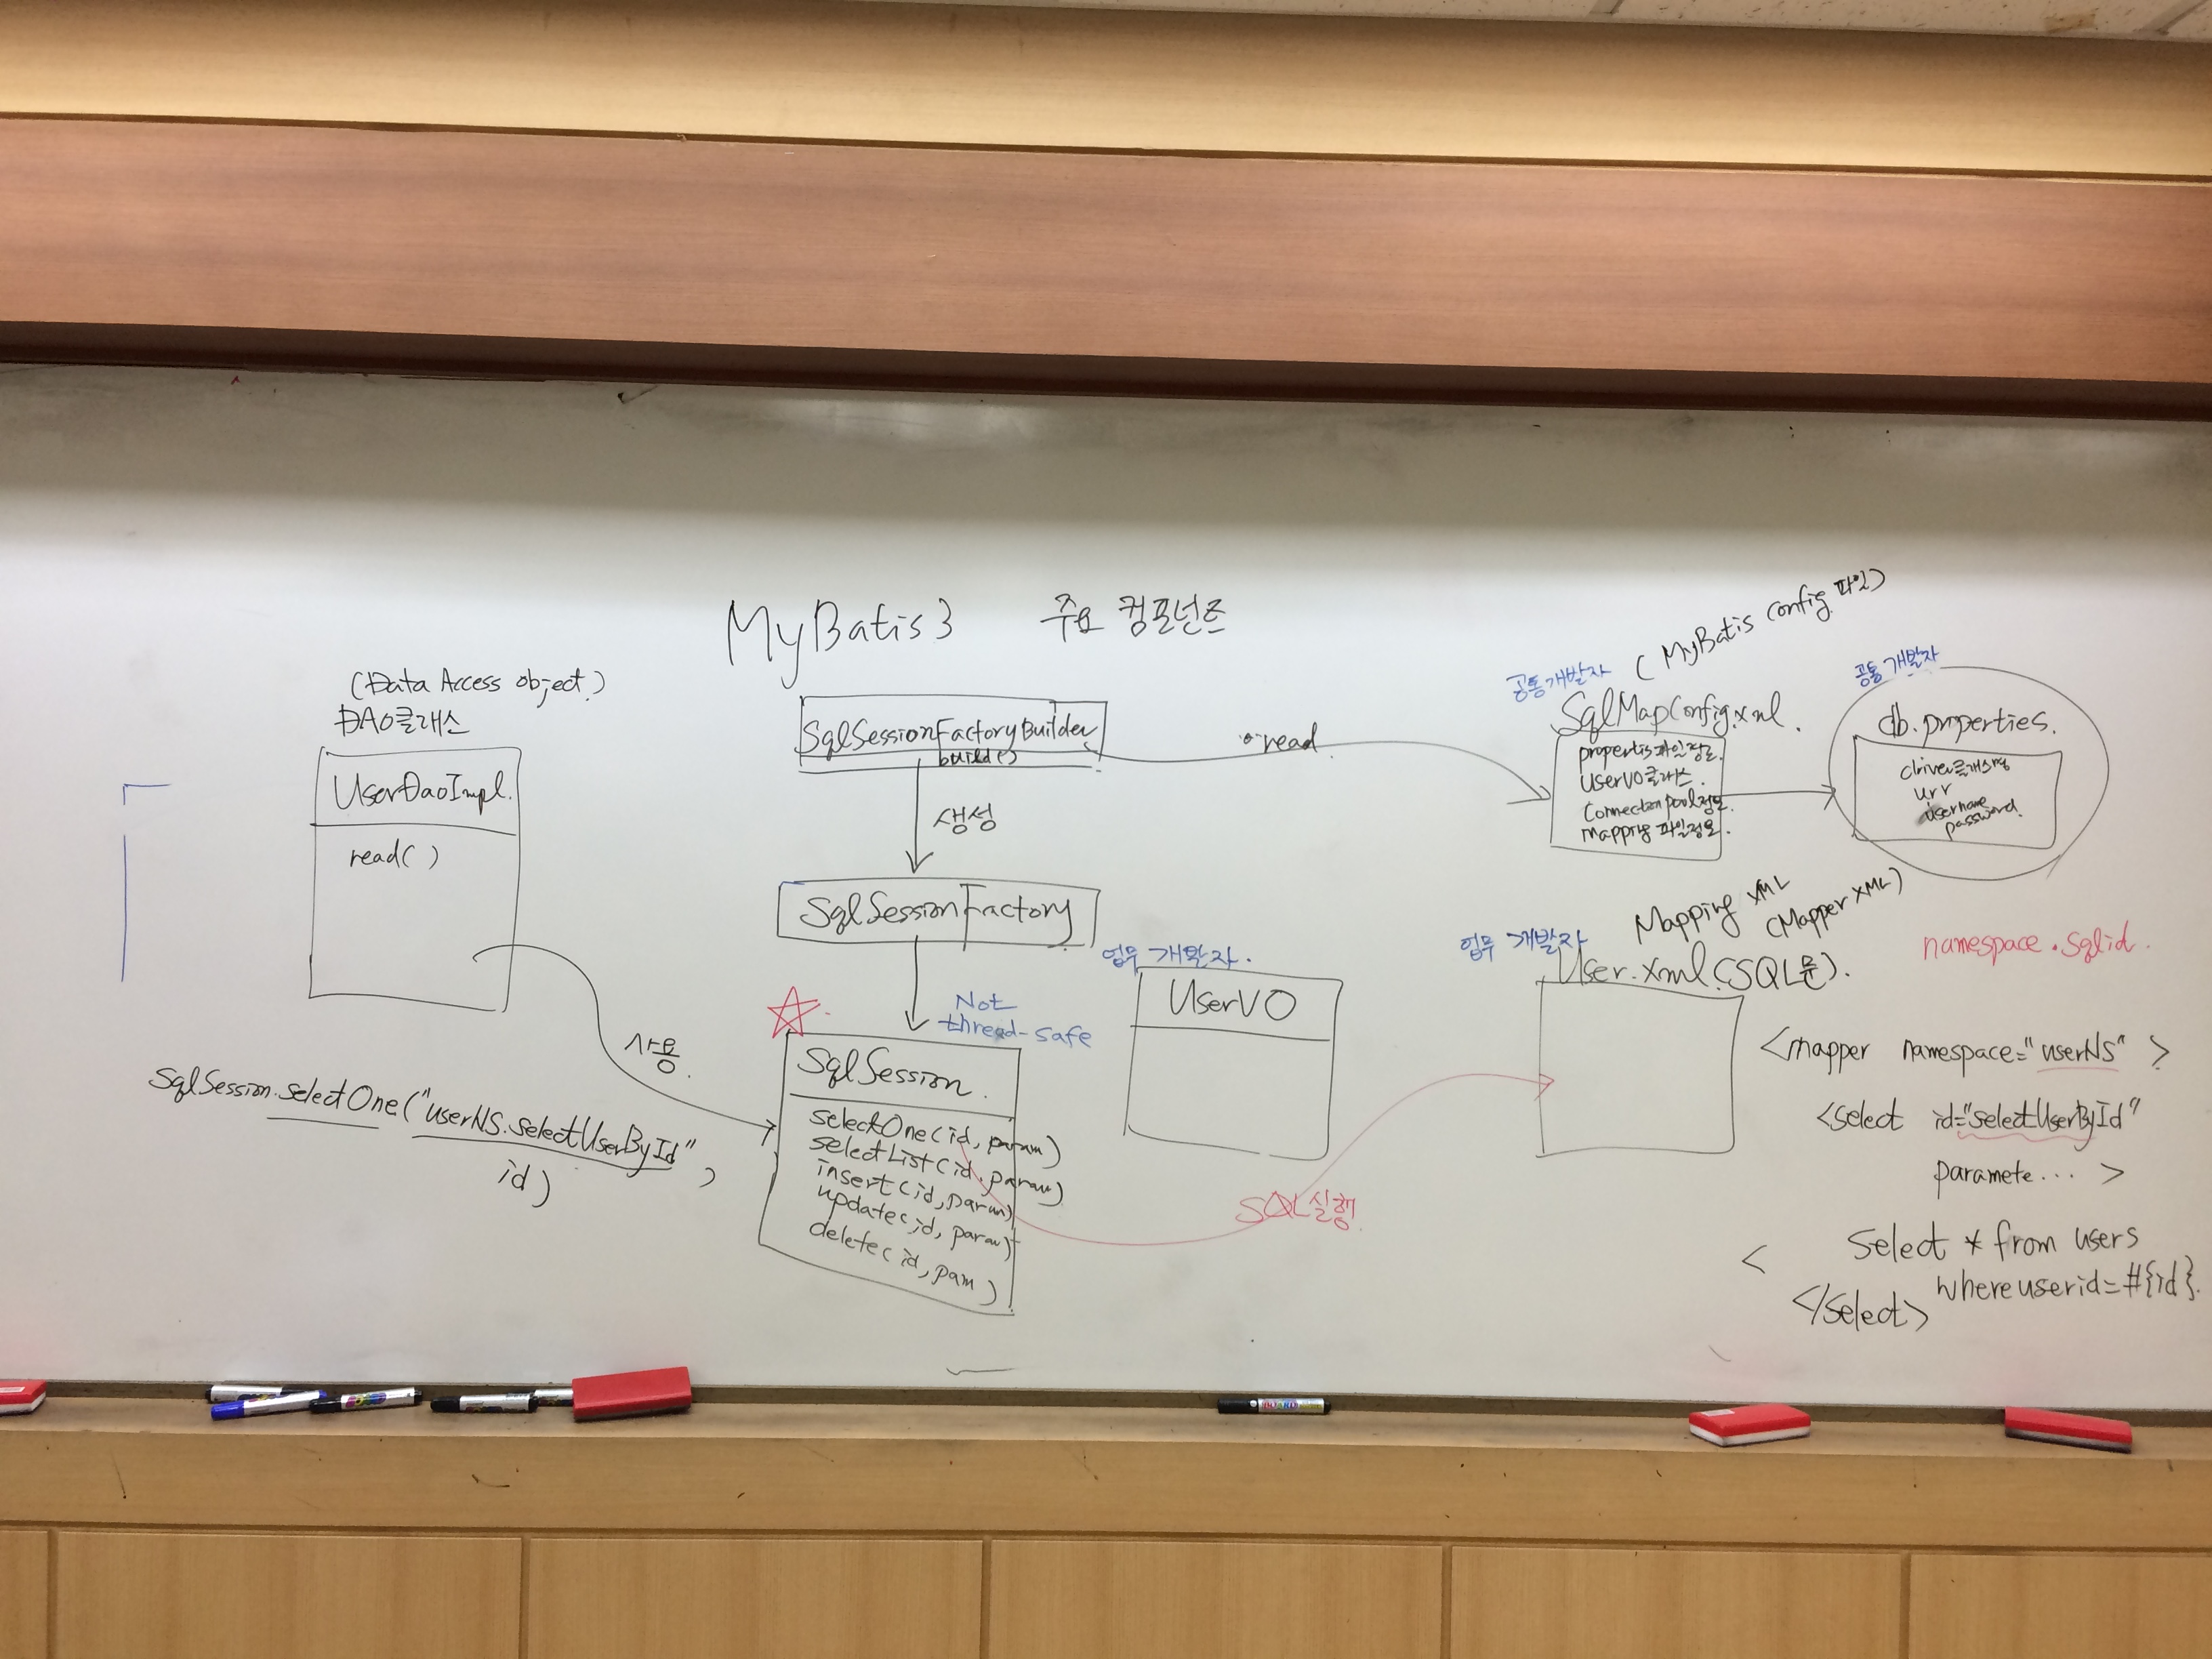 MyBatis3 주요 컴포넌트
(Data Access object)
DAO클래스
UserDaoImpl.
read( )
사용
SqlSession.selectOne("userNS.selectUserById",
id)
SqlSessionFactoryBuilder
build()
생성
SqlSessionFactory
Not
thread-safe
SqlSession
selectOne(id, param)
selectList(id, param)
insert(id, param)
update(id, param)
delete(id, pam)
read
업무 개발자.
UserVO
SQL실행
(MyBatis Config 파일)
공통개발자
SqlMapConfig.xml.
propertis파일정보.
UserVO클래스.
Connection pool정보.
mapping 파일정보.
공통개발자
db.properties.
driver클래스명
url
username
password.
Mapping XML
(Mapper XML)
업무 개발자
User.xml (SQL문).
namespace.sqlid.
<mapper namespace="userNS" >
<select id="selectUserById"
paramete... >
< Select * from users
where userid=#{id}.
</select>
BOARD